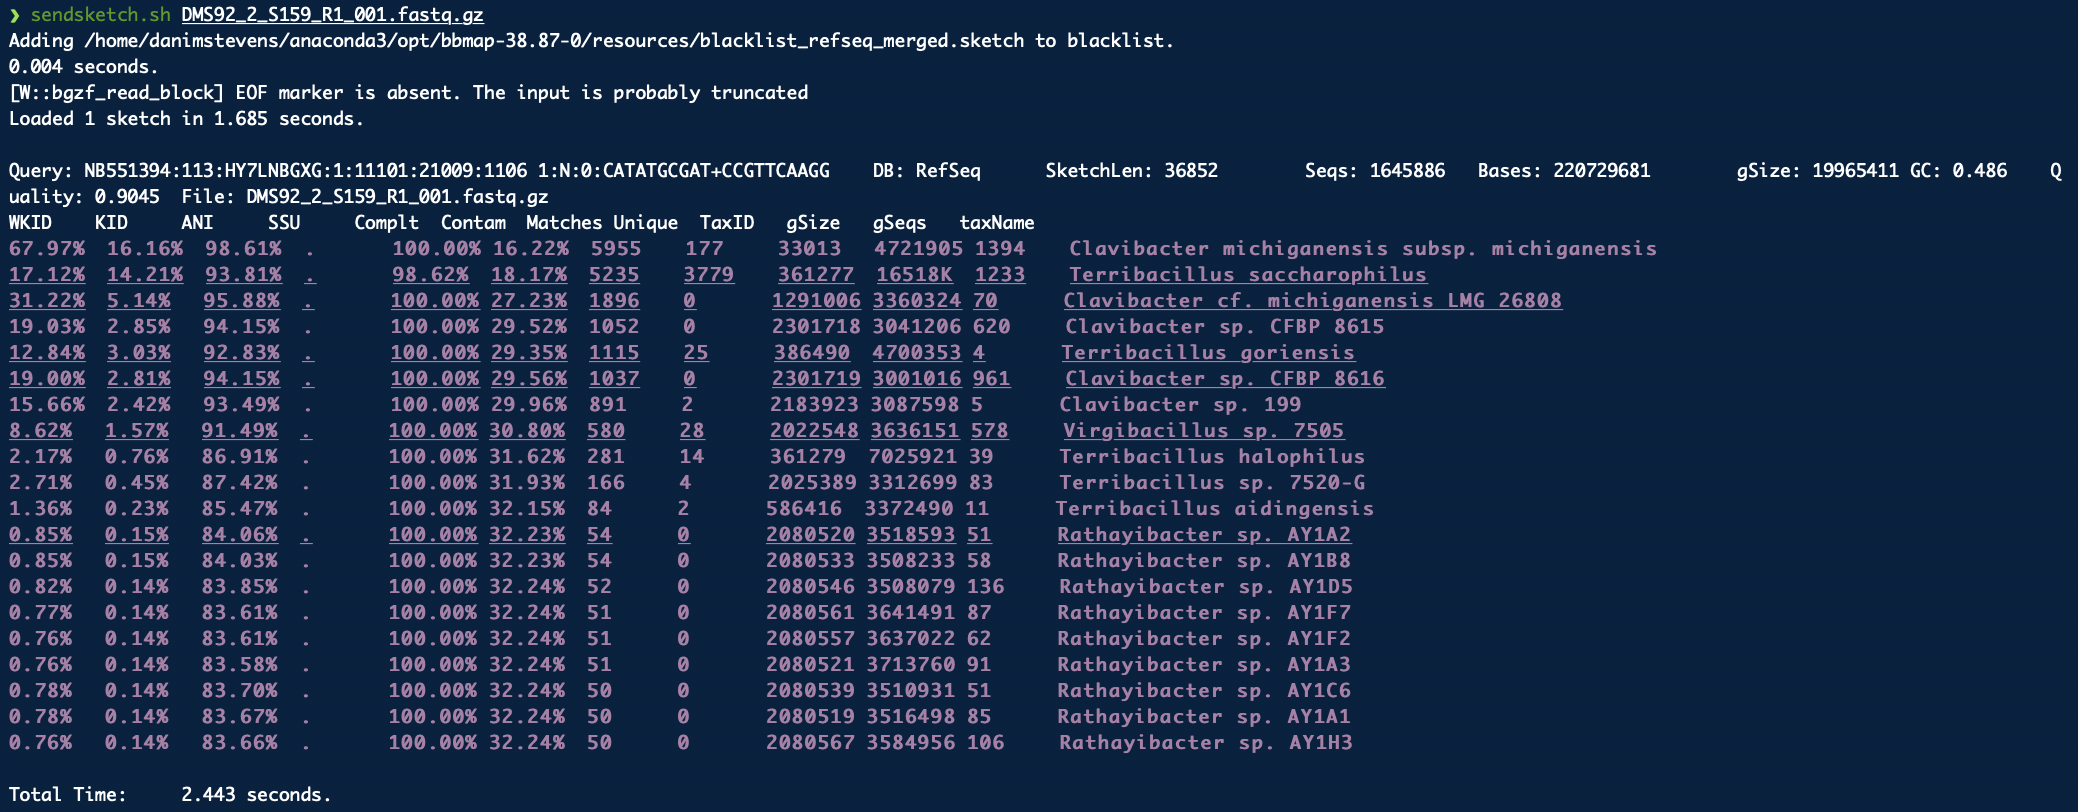 ❯ sendsketch.sh DMS92_2_S159_R1_001.fastq.gz
Adding /home/danimstevens/anaconda3/opt/bbmap-38.87-0/resources/blacklist_refseq_merged.sketch to blacklist.
0.004 seconds.
[W::bgzf_read_block] EOF marker is absent. The input is probably truncated
Loaded 1 sketch in 1.685 seconds.
Query: NB551394:113:HY7LNBGXG:1:11101:21009:1106 1:N:0:CATATGCGAT+CCGTTCAAGG DB: RefSeq SketchLen: 36852 Seqs: 1645886 Bases: 220729681 gSize: 19965411 GC: 0.486 Q
uality: 0.9045 File: DMS92_2_S159_R1_001.fastq.gz
WKID KID ANI SSU Complt Contam Matches Unique TaxID gSize gSeqs taxName
67.97% 16.16% 98.61% . 100.00% 16.22% 5955 177 33013 4721905 1394 Clavibacter michiganensis subsp. michiganensis
17.12% 14.21% 93.81% . 98.62% 18.17% 5235 3779 361277 16518K 1233 Terribacillus saccharophilus
31.22% 5.14% 95.88% . 100.00% 27.23% 1896 0 1291006 3360324 70 Clavibacter cf. michiganensis LMG 26808
19.03% 2.85% 94.15% . 100.00% 29.52% 1052 0 2301718 3041206 620 Clavibacter sp. CFBP 8615
12.84% 3.03% 92.83% . 100.00% 29.35% 1115 25 386490 4700353 4 Terribacillus goriensis
19.00% 2.81% 94.15% . 100.00% 29.56% 1037 0 2301719 3001016 961 Clavibacter sp. CFBP 8616
15.66% 2.42% 93.49% . 100.00% 29.96% 891 2 2183923 3087598 5 Clavibacter sp. 199
8.62% 1.57% 91.49% . 100.00% 30.80% 580 28 2022548 3636151 578 Virgibacillus sp. 7505
2.17% 0.76% 86.91% . 100.00% 31.62% 281 14 361279 7025921 39 Terribacillus halophilus
2.71% 0.45% 87.42% . 100.00% 31.93% 166 4 2025389 3312699 83 Terribacillus sp. 7520-G
1.36% 0.23% 85.47% . 100.00% 32.15% 84 2 586416 3372490 11 Terribacillus aidingensis
0.85% 0.15% 84.06% . 100.00% 32.23% 54 0 2080520 3518593 51 Rathayibacter sp. AY1A2
0.85% 0.15% 84.03% . 100.00% 32.23% 54 0 2080533 3508233 58 Rathayibacter sp. AY1B8
0.82% 0.14% 83.85% . 100.00% 32.24% 52 0 2080546 3508079 136 Rathayibacter sp. AY1D5
0.77% 0.14% 83.61% . 100.00% 32.24% 51 0 2080561 3641491 87 Rathayibacter sp. AY1F7
0.76% 0.14% 83.61% . 100.00% 32.24% 51 0 2080557 3637022 62 Rathayibacter sp. AY1F2
0.76% 0.14% 83.58% . 100.00% 32.24% 51 0 2080521 3713760 91 Rathayibacter sp. AY1A3
0.78% 0.14% 83.70% . 100.00% 32.24% 50 0 2080539 3510931 51 Rathayibacter sp. AY1C6
0.78% 0.14% 83.67% . 100.00% 32.24% 50 0 2080519 3516498 85 Rathayibacter sp. AY1A1
0.76% 0.14% 83.66% . 100.00% 32.24% 50 0 2080567 3584956 106 Rathayibacter sp. AY1H3
Total Time: 2.443 seconds.